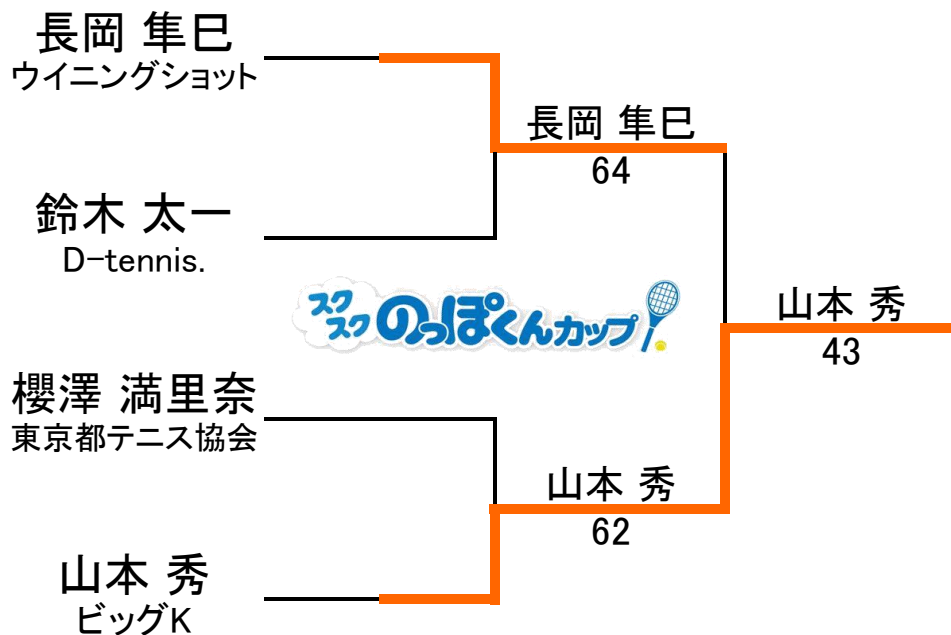 長岡 隼巳
ウイニングショット
長岡 隼巳
64
鈴木 太一
D-tennis.
スクスクのっぽくんカップ
山本 秀
43
櫻澤 満里奈
東京都テニス協会
山本 秀
62
山本 秀
ビッグK